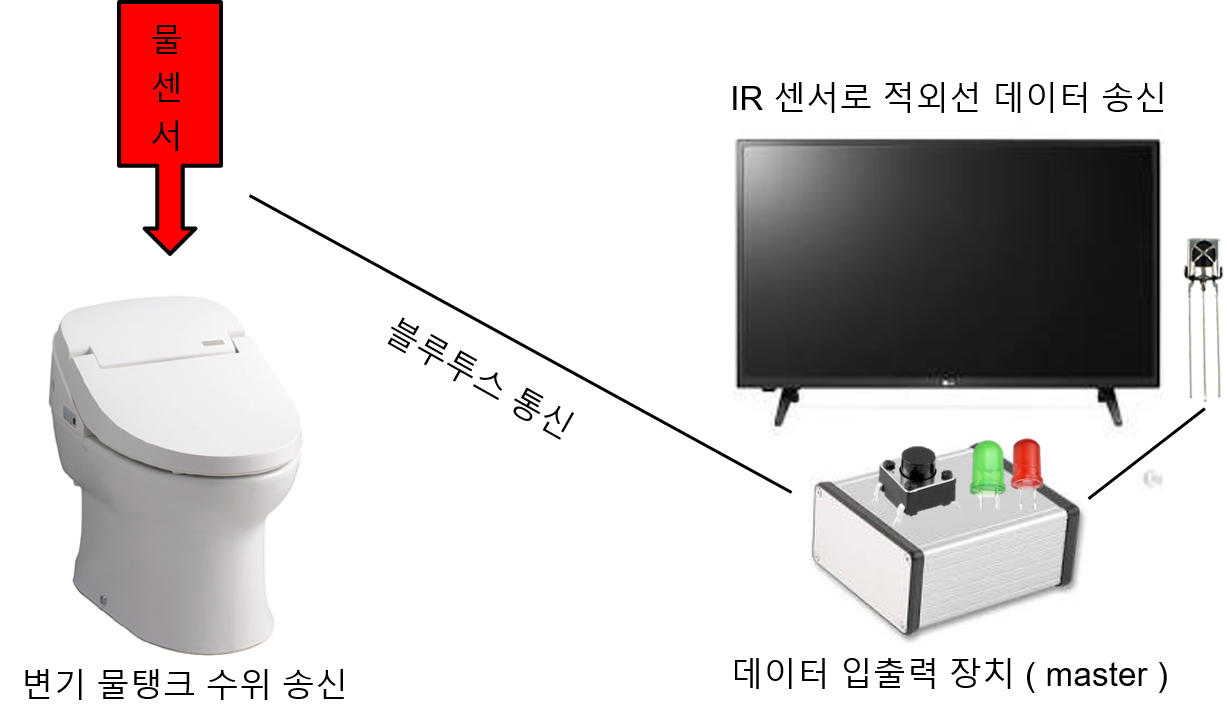 물
센
서
IR 센서로 적외선 데이터 송신
블루투스 통신
변기 물탱크 수위 송신
데이터 입출력 장치 ( master )